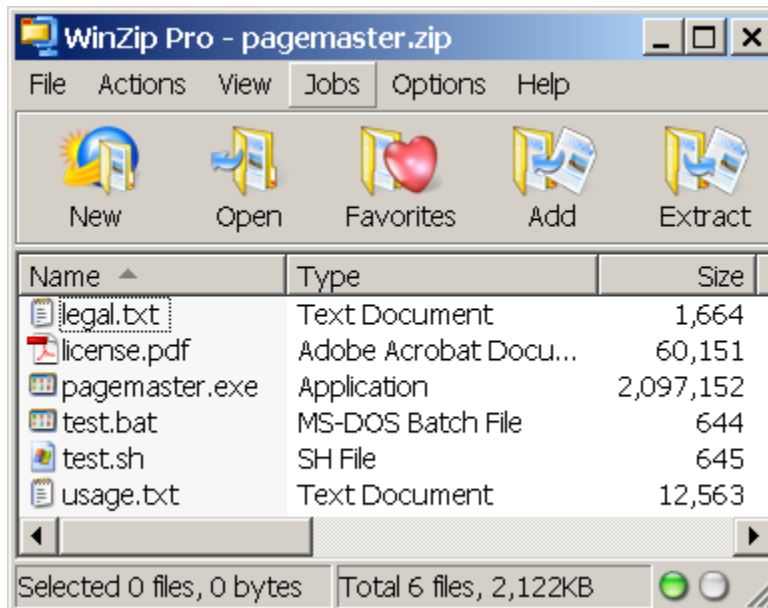 WinZip Pro - pagemaster.zip
File Actions View Jobs Options Help
New Open Favorites Add Extract
Name Type Size
legal.txt Text Document 1,664
license.pdf Adobe Acrobat Docu... 60,151
pagemaster.exe Application 2,097,152
test.bat MS-DOS Batch File 644
test.sh SH File 645
usage.txt Text Document 12,563
Selected 0 files, 0 bytes Total 6 files, 2,122KB